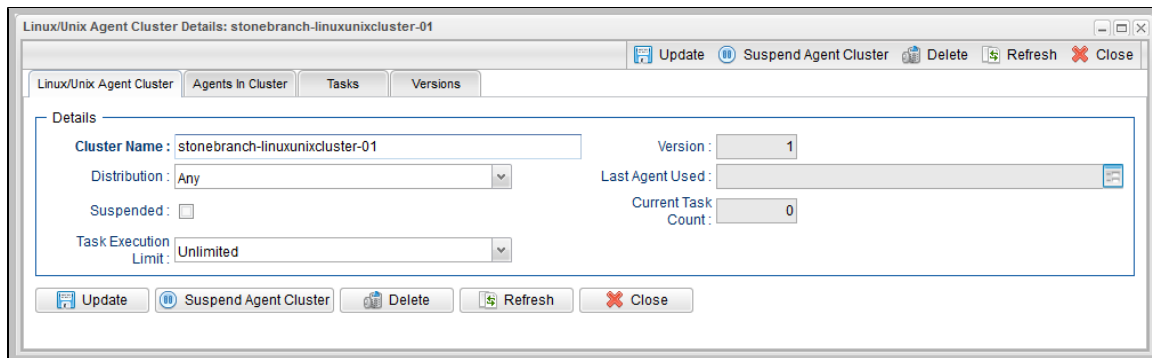 Linux/Unix Agent Cluster Details: stonebranch-linuxunixcluster-01
Update Suspend Agent Cluster Delete Refresh Close
Linux/Unix Agent Cluster Agents In Cluster Tasks Versions
Details
Cluster Name : stonebranch-linuxunixcluster-01 Version : 1
Distribution : Any Last Agent Used :
Suspended : Current Task
Count : 0
Task Execution
Limit : Unlimited
Update Suspend Agent Cluster Delete Refresh Close